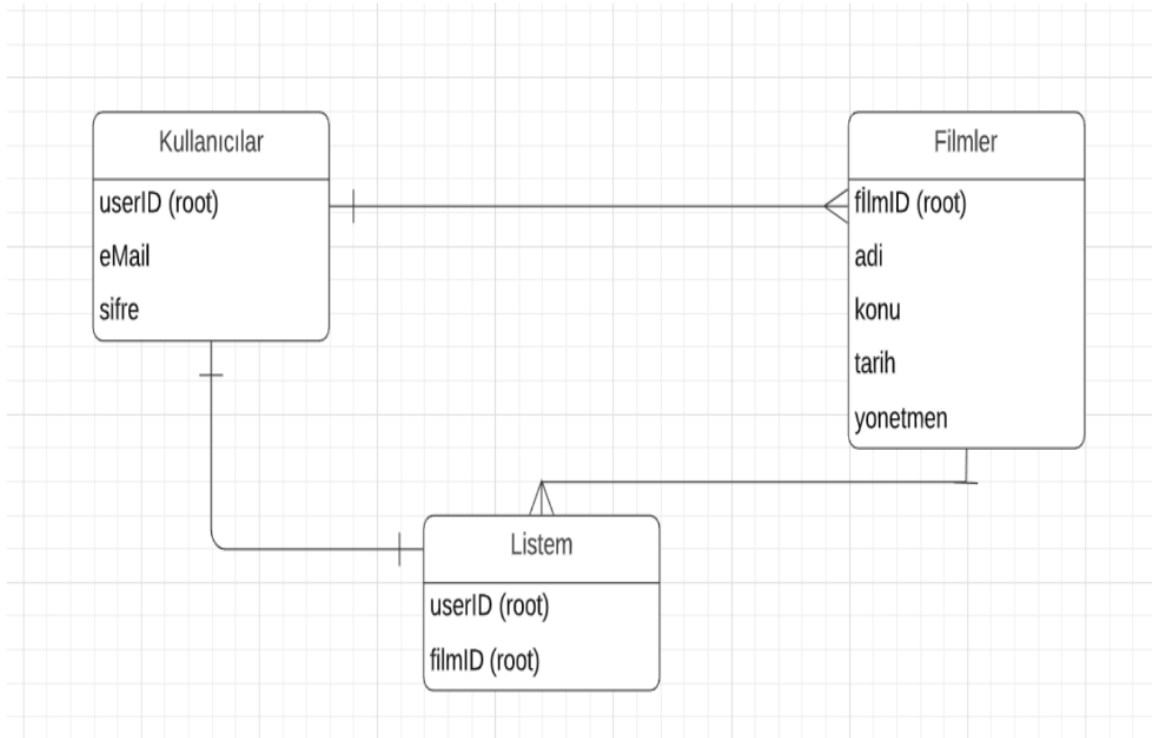 Kullanıcılar
userID (root)
eMail
sifre
Filmler
filmID (root)
adi
konu
tarih
yonetmen
Listem
userID (root)
filmID (root)